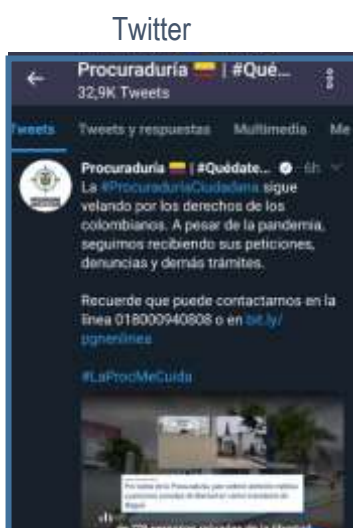 Twitter
Procuraduría | #Qué...
32,9K Tweets
Tweets Tweets y respuestas Multimedia Me
Procuraduría | #Quédate... · 6h
La #ProcuraduríaCiudadana sigue
velando por los derechos de los
colombianos. A pesar de la pandemia,
seguimos recibiendo sus peticiones,
denuncias y demás trámites.
Recuerde que puede contactarnos en la
línea 018000940808 o en bit.ly/
pgnenlinea
#LaProcMeCuida